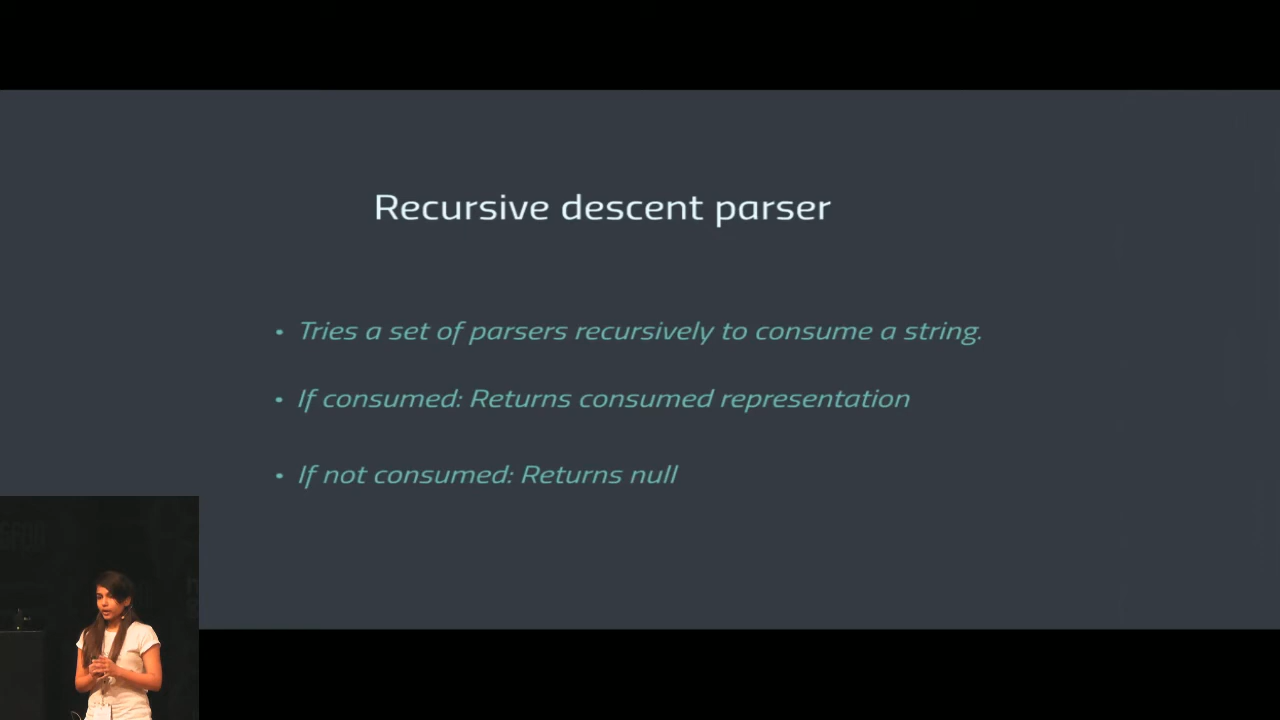 Recursive descent parser
• Tries a set of parsers recursively to consume a string.
• If consumed: Returns consumed representation
• If not consumed: Returns null